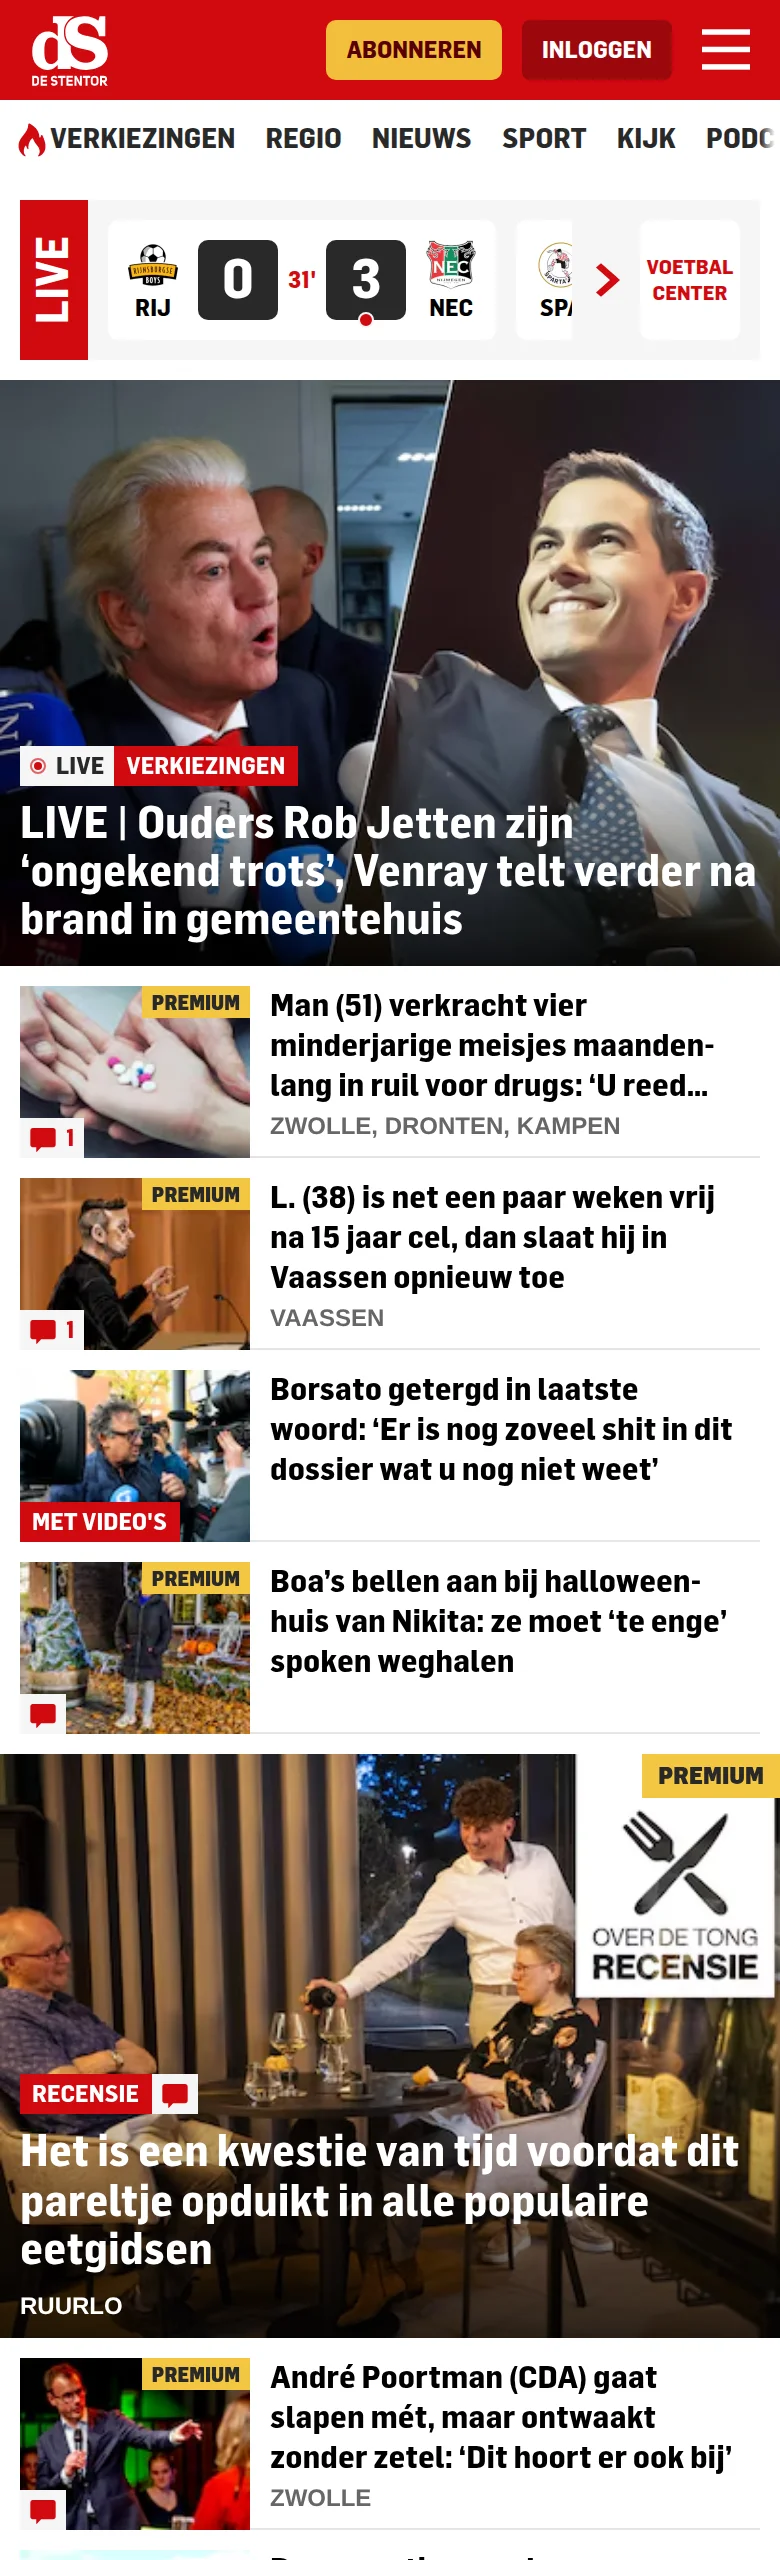 dS
DE STENTOR
ABONNEREN
INLOGGEN
VERKIEZINGEN REGIO NIEUWS SPORT KIJK PODC
LIVE
RIJNSBURGSE
BOYS
RIJ
0
31'
3
NEC
NIJMEGEN
NEC
SPARTA
SPA
VOETBAL
CENTER
LIVE VERKIEZINGEN
LIVE | Ouders Rob Jetten zijn
‘ongekend trots’, Venray telt verder na
brand in gemeentehuis
PREMIUM
1
Man (51) verkracht vier
minderjarige meisjes maanden-
lang in ruil voor drugs: ‘U reed...
ZWOLLE, DRONTEN, KAMPEN
PREMIUM
1
L. (38) is net een paar weken vrij
na 15 jaar cel, dan slaat hij in
Vaassen opnieuw toe
VAASSEN
MET VIDEO'S
Borsato getergd in laatste
woord: ‘Er is nog zoveel shit in dit
dossier wat u nog niet weet’
PREMIUM
Boa’s bellen aan bij halloween-
huis van Nikita: ze moet ‘te enge’
spoken weghalen
PREMIUM
OVER DE TONG
RECENSIE
RECENSIE
Het is een kwestie van tijd voordat dit
pareltje opduikt in alle populaire
eetgidsen
RUURLO
PREMIUM
André Poortman (CDA) gaat
slapen mét, maar ontwaakt
zonder zetel: ‘Dit hoort er ook bij’
ZWOLLE